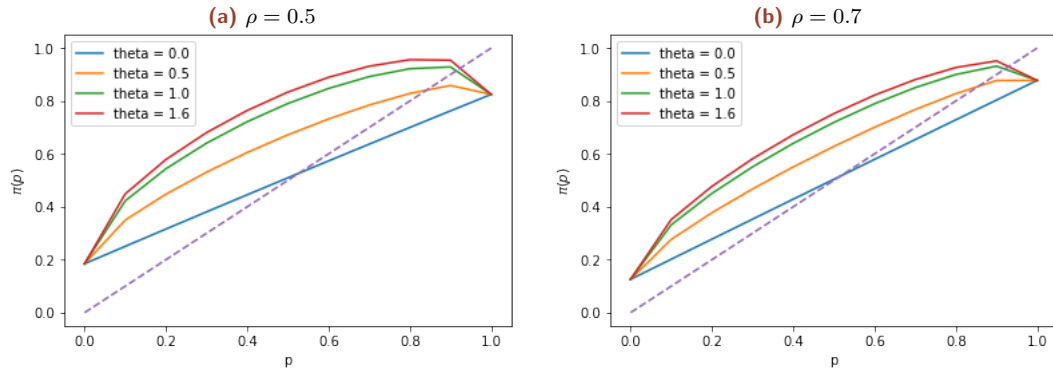 (a) ρ = 0.5
1.0
0.8
0.6
0.4
0.2
0.0
π(p)
theta = 0.0
theta = 0.5
theta = 1.0
theta = 1.6
0.0 0.2 0.4 0.6 0.8 1.0
p
(b) ρ = 0.7
1.0
0.8
0.6
0.4
0.2
0.0
π(p)
theta = 0.0
theta = 0.5
theta = 1.0
theta = 1.6
0.0 0.2 0.4 0.6 0.8 1.0
p